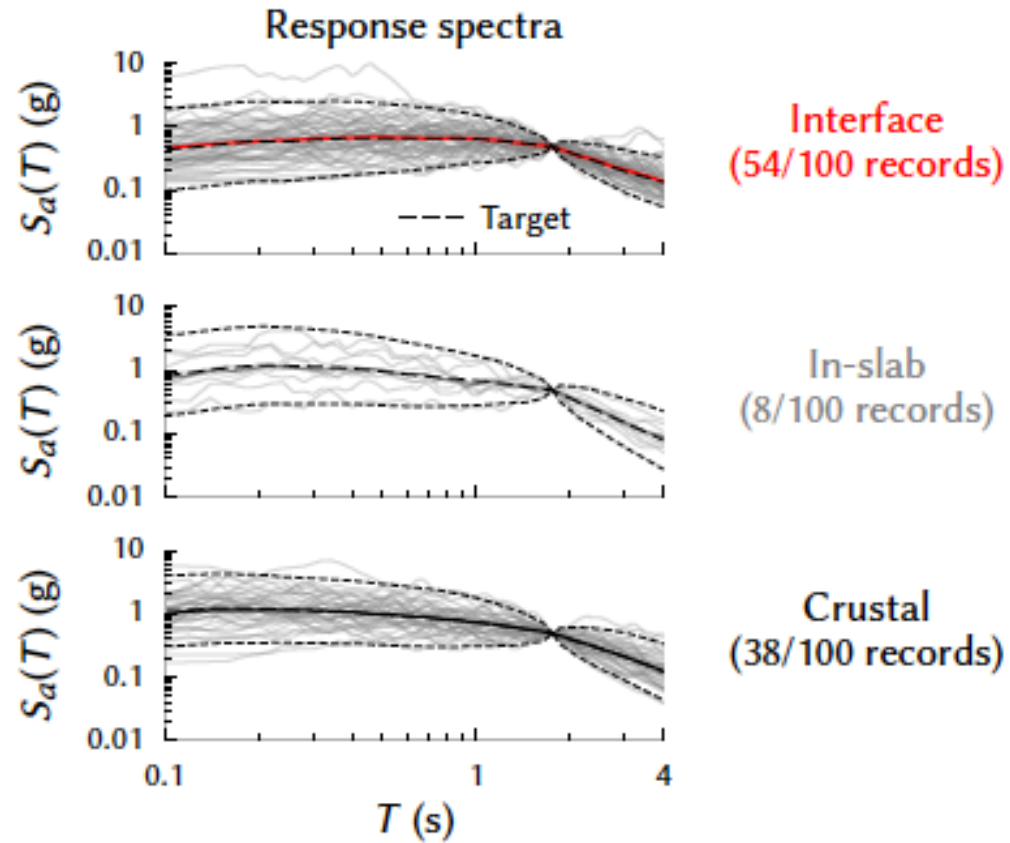 Response spectra
10
1
0.1
0.01
Sa(T) (g)
Target
Interface
(54/100 records)
10
1
0.1
0.01
Sa(T) (g)
In-slab
(8/100 records)
10
1
0.1
0.01
Sa(T) (g)
Crustal
(38/100 records)
0.1 1 4
T (s)